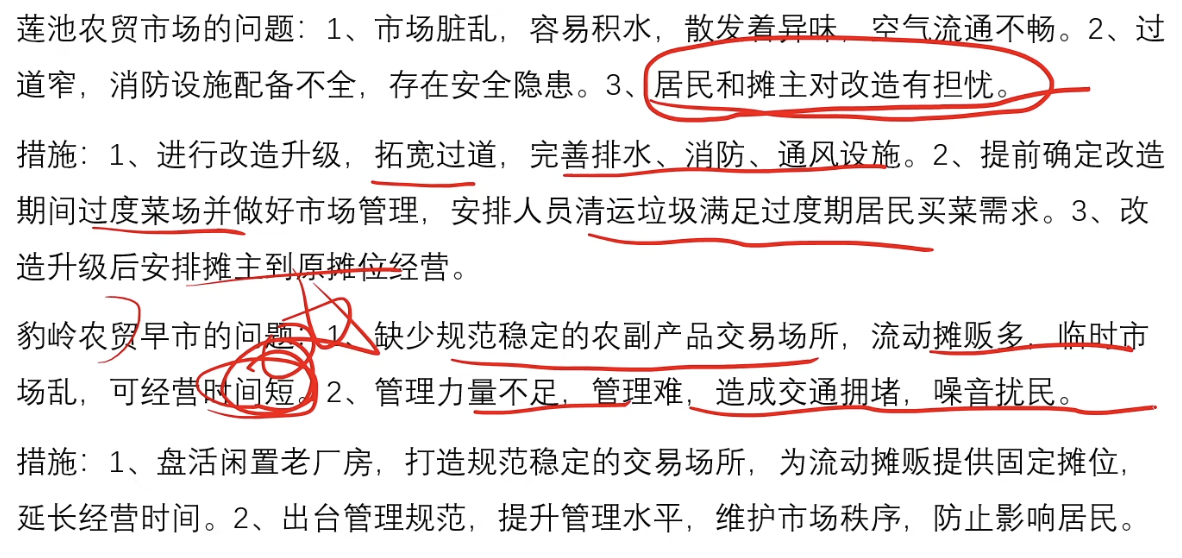 莲池农贸市场的问题：1、市场脏乱，容易积水，散发着异味，空气流通不畅。2、过
道窄，消防设施配备不全，存在安全隐患。3、居民和摊主对改造有担忧。
措施：1、进行改造升级，拓宽过道，完善排水、消防、通风设施。2、提前确定改造
期间过度菜场并做好市场管理，安排人员清运垃圾满足过度期居民买菜需求。3、改
造升级后安排摊主到原摊位经营。
豹岭农贸早市的问题：1、缺少规范稳定的农副产品交易场所，流动摊贩多，临时市
场乱，可经营时间短。2、管理力量不足，管理难，造成交通拥堵，噪音扰民。
措施：1、盘活闲置老厂房，打造规范稳定的交易场所，为流动摊贩提供固定摊位，
延长经营时间。2、出台管理规范，提升管理水平，维护市场秩序，防止影响居民。